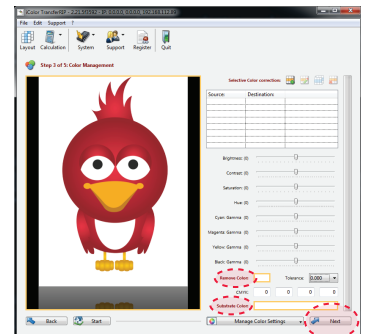 File Edit Support ?
Layout Calculation System Support Register Quit
Step 3 of 5: Color Management
Selective Color correction:
Source: Destination:
Brightness: (0)
Contrast: (0)
Saturation: (0)
Hue: (0)
Cyan Gamma: (0)
Magenta: Gamma: (0)
Yellow: Gamma: (0)
Black: Gamma: (0)
Remove Color: Tolerance: 0.000
CMYK: 0 0 0 0
Substrate Color:
Back Start Manage Color Settings Next